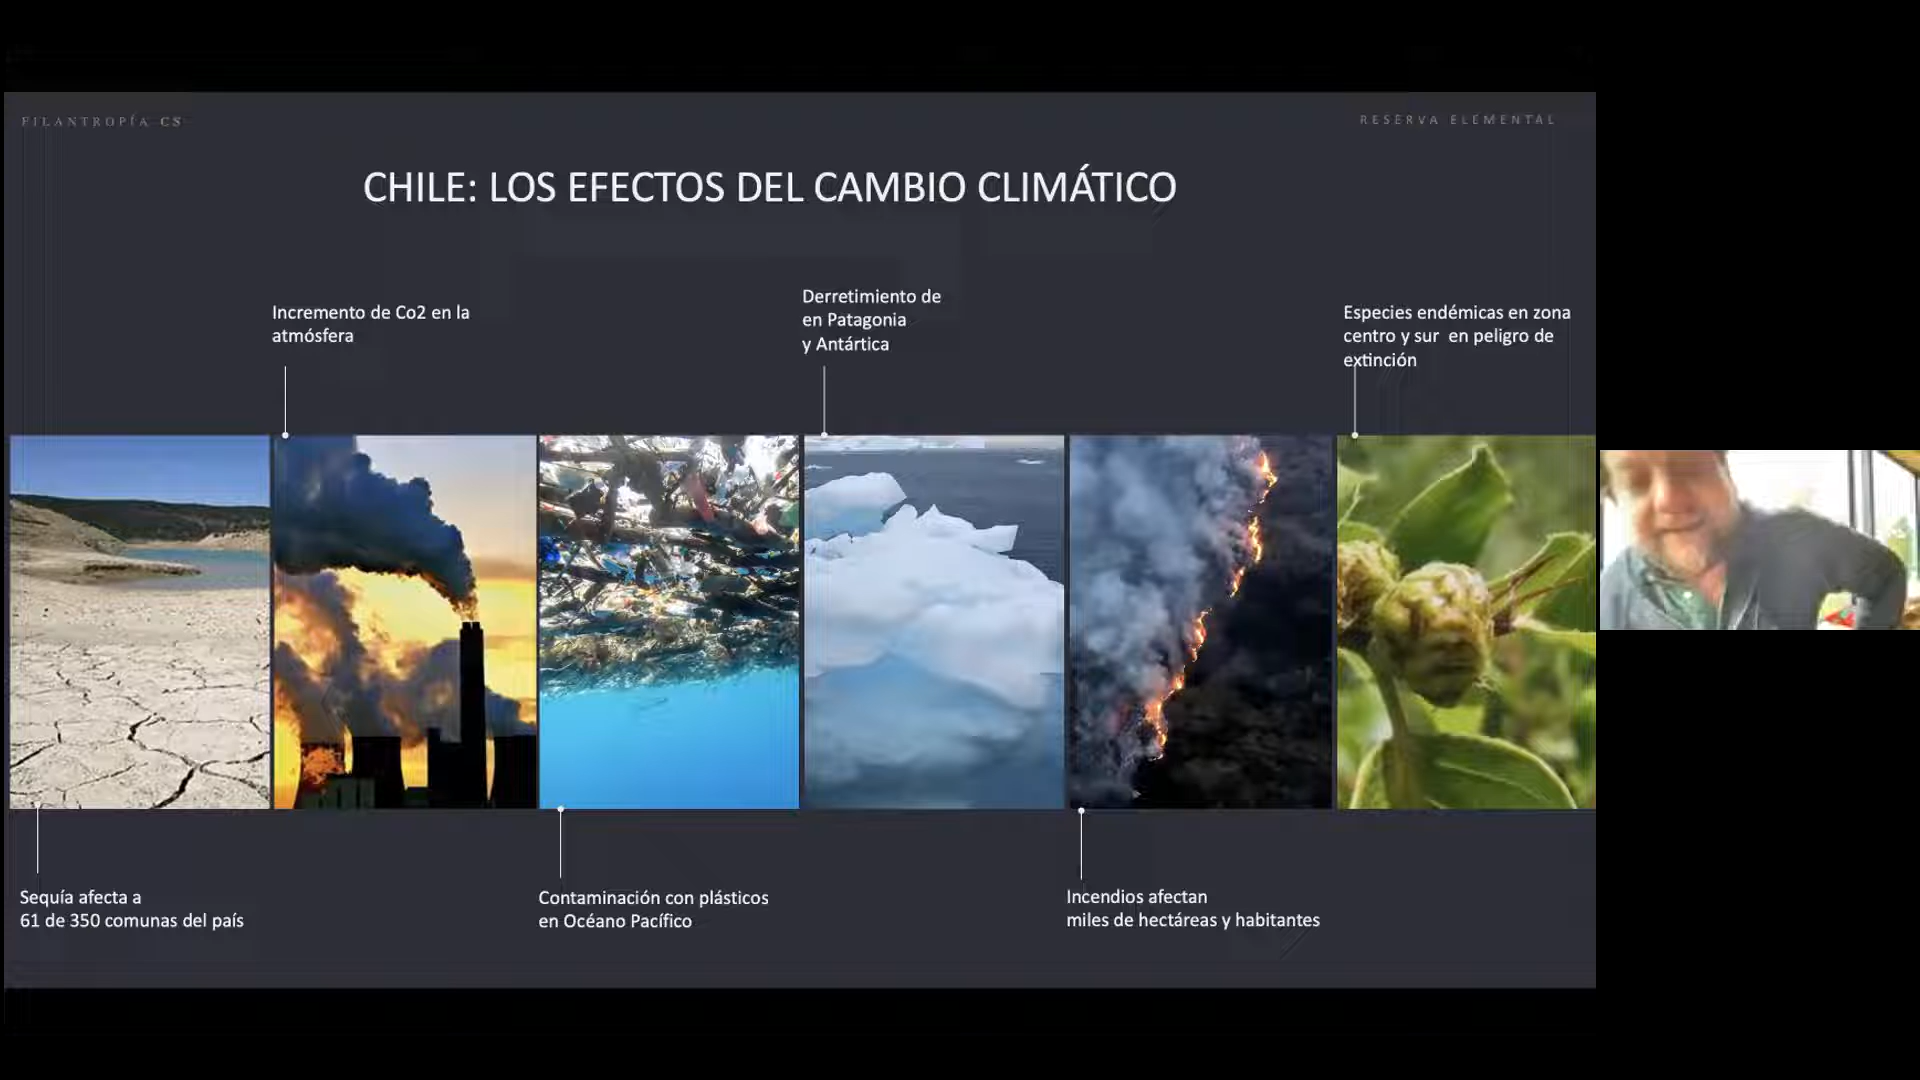 FILANTROPÍA CS
RESERVA ELEMENTAL
CHILE: LOS EFECTOS DEL CAMBIO CLIMÁTICO
Incremento de Co2 en la
atmósfera
Derretimiento de
en Patagonia
y Antártica
Especies endémicas en zona
centro y sur en peligro de
extinción
Sequía afecta a
61 de 350 comunas del país
Contaminación con plásticos
en Océano Pacífico
Incendios afectan
miles de hectáreas y habitantes